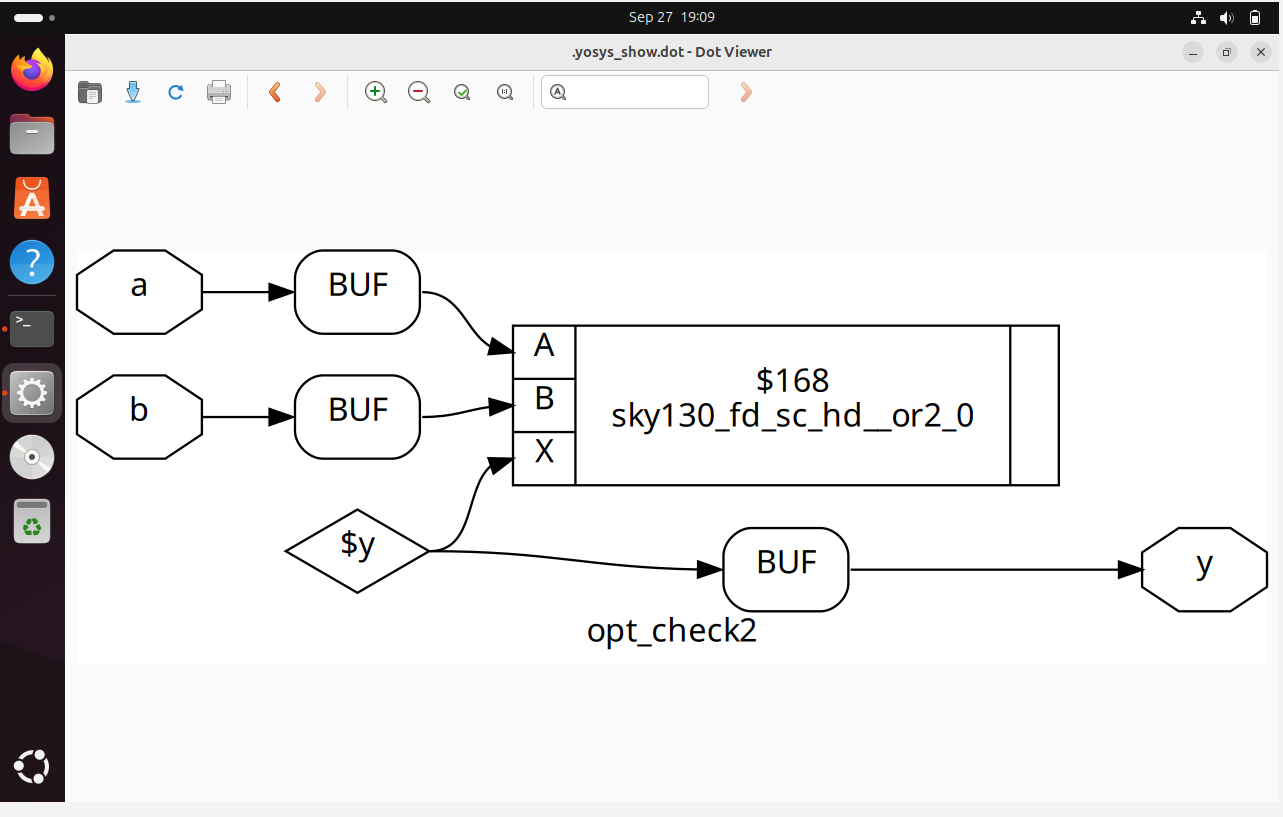 Sep 27 19:09
.yosys_show.dot - Dot Viewer
a
BUF
A
$168
sky130_fd_sc_hd__or2_0
b
BUF
B
X
$y
BUF
y
opt_check2